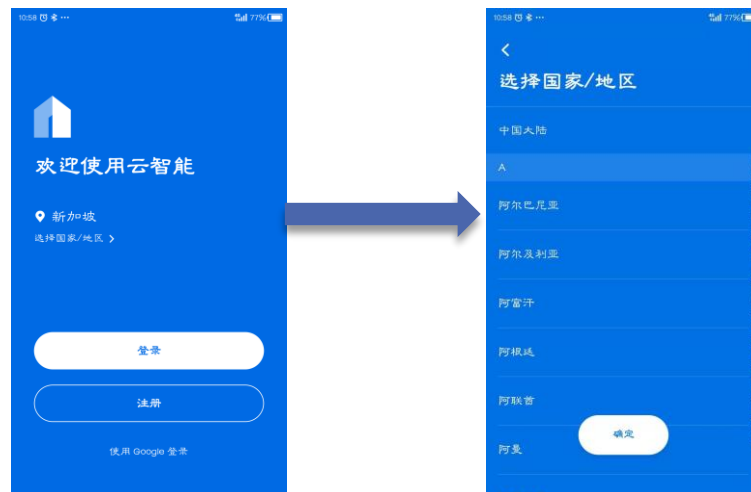 10:58
77%
欢迎使用云智能
新加坡
选择国家/地区
登录
注册
使用 Google 登录
10:58
77%
选择国家/地区
中国大陆
A
阿尔巴尼亚
阿尔及利亚
阿富汗
阿根廷
阿联酋
确定
阿曼